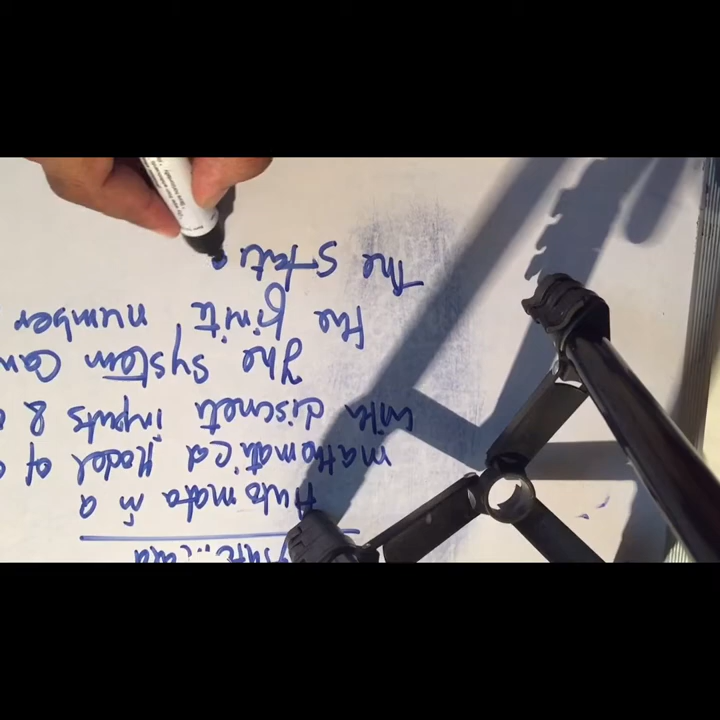 Automata is a
mathematical Model of a
with discrete inputs &
The System Can
the finite number
The State